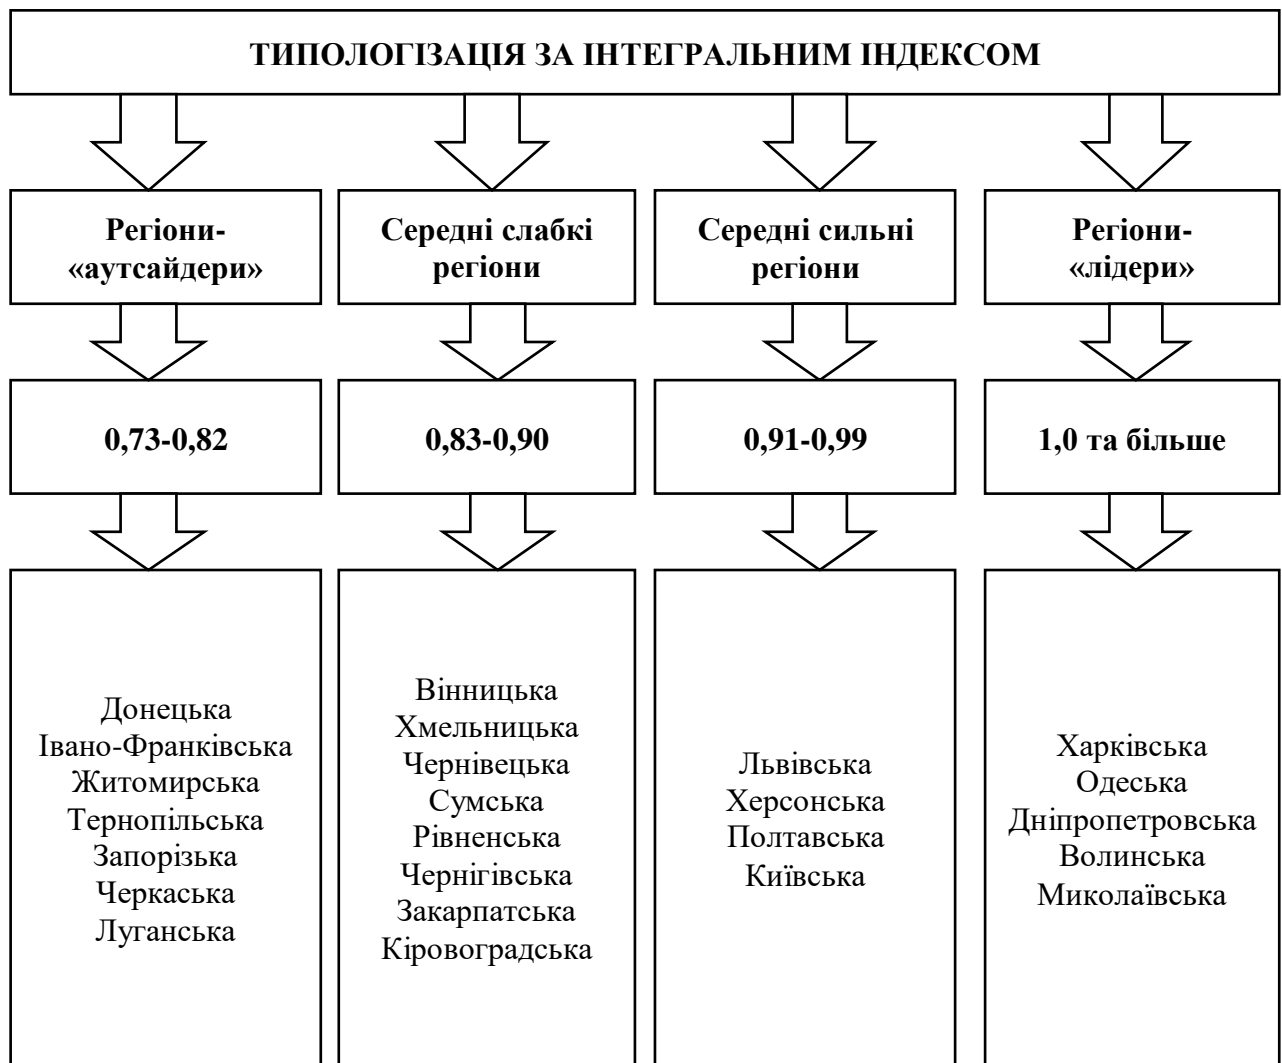 ТИПОЛОГІЗАЦІЯ ЗА ІНТЕГРАЛЬНИМ ІНДЕКСОМ
Регіони-
«аутсайдери»
Середні слабкі
регіони
Середні сильні
регіони
Регіони-
«лідери»
0,73-0,82
0,83-0,90
0,91-0,99
1,0 та більше
Донецька
Івано-Франківська
Житомирська
Тернопільська
Запорізька
Черкаська
Луганська
Вінницька
Хмельницька
Чернівецька
Сумська
Рівненська
Чернігівська
Закарпатська
Кіровоградська
Львівська
Херсонська
Полтавська
Київська
Харківська
Одеська
Дніпропетровська
Волинська
Миколаївська